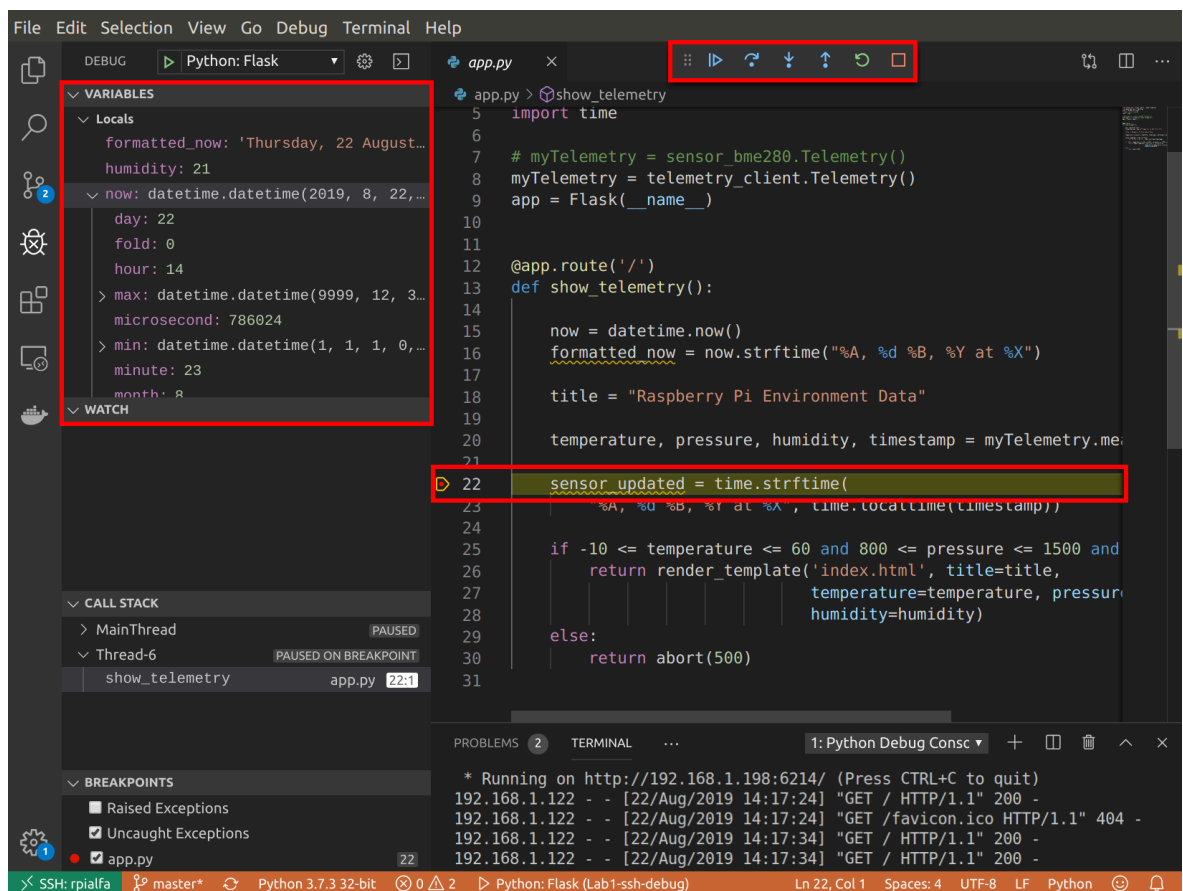 File Edit Selection View Go Debug Terminal Help
DEBUG Python: Flask
VARIABLES
Locals
formatted_now: 'Thursday, 22 August…
humidity: 21
now: datetime.datetime(2019, 8, 22,…
day: 22
fold: 0
hour: 14
max: datetime.datetime(9999, 12, 3…
microsecond: 786024
min: datetime.datetime(1, 1, 1, 0,…
minute: 23
month: 8
WATCH
CALL STACK
MainThread PAUSED
Thread-6 PAUSED ON BREAKPOINT
show_telemetry app.py 22:1
BREAKPOINTS
Raised Exceptions
Uncaught Exceptions
app.py 22
2
1
app.py
app.py > show_telemetry
5 import time
6
7 # myTelemetry = sensor_bme280.Telemetry()
8 myTelemetry = telemetry_client.Telemetry()
9 app = Flask(__name__)
10
11
12 @app.route('/')
13 def show_telemetry():
14
15 now = datetime.now()
16 formatted_now = now.strftime("%A, %d %B, %Y at %X")
17
18 title = "Raspberry Pi Environment Data"
19
20 temperature, pressure, humidity, timestamp = myTelemetry.mea
21
22 sensor_updated = time.strftime(
23 "%A, %d %B, %Y at %X", time.localtime(timestamp))
24
25 if -10 <= temperature <= 60 and 800 <= pressure <= 1500 and
26 return render_template('index.html', title=title,
27 temperature=temperature, pressur
28 humidity=humidity)
29 else:
30 return abort(500)
31
PROBLEMS 2 TERMINAL ··· 1: Python Debug Consc
* Running on http://192.168.1.198:6214/ (Press CTRL+C to quit)
192.168.1.122 - - [22/Aug/2019 14:17:24] "GET / HTTP/1.1" 200 -
192.168.1.122 - - [22/Aug/2019 14:17:24] "GET /favicon.ico HTTP/1.1" 404 -
192.168.1.122 - - [22/Aug/2019 14:17:34] "GET / HTTP/1.1" 200 -
192.168.1.122 - - [22/Aug/2019 14:17:34] "GET / HTTP/1.1" 200 -
SSH: rpialfa master* Python 3.7.3 32-bit 0 2 Python: Flask (Lab1-ssh-debug) Ln 22, Col 1 Spaces: 4 UTF-8 LF Python